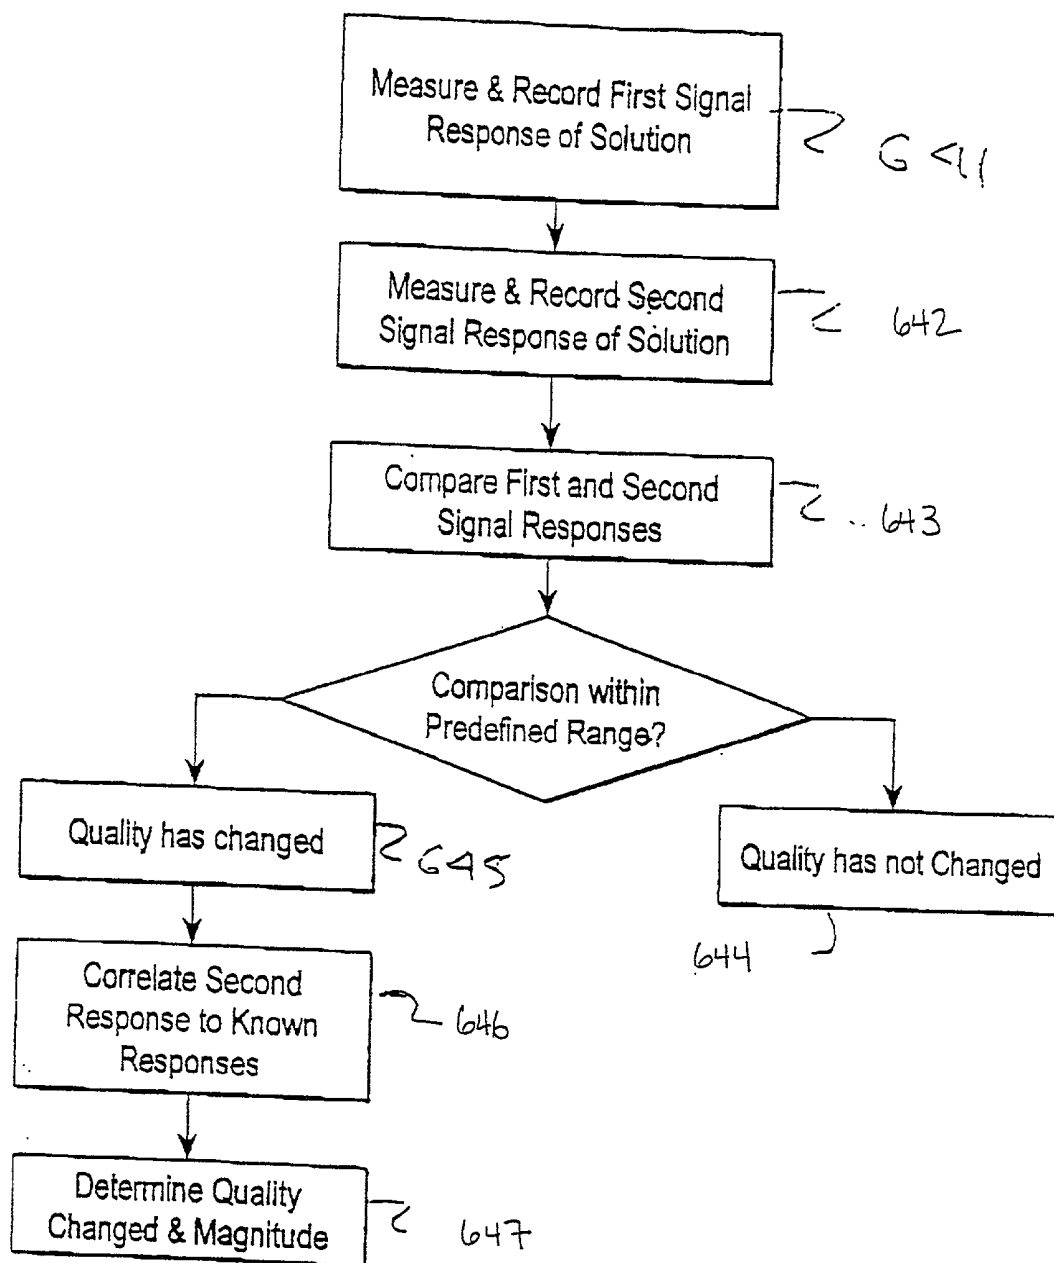 Measure & Record First Signal
Response of Solution
641
Measure & Record Second
Signal Response of Solution
642
Compare First and Second
Signal Responses
643
Comparison within
Predefined Range?
Quality has changed
645
Quality has not Changed
644
Correlate Second
Response to Known
Responses
646
Determine Quality
Changed & Magnitude
647